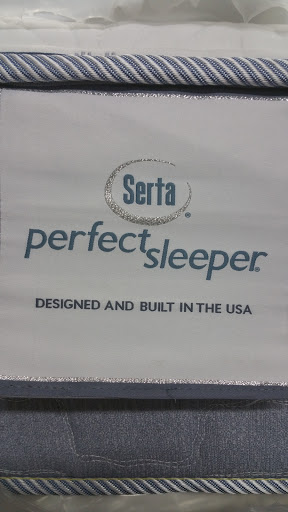 Serta®
perfect
sleeper®
DESIGNED AND BUILT IN THE USA